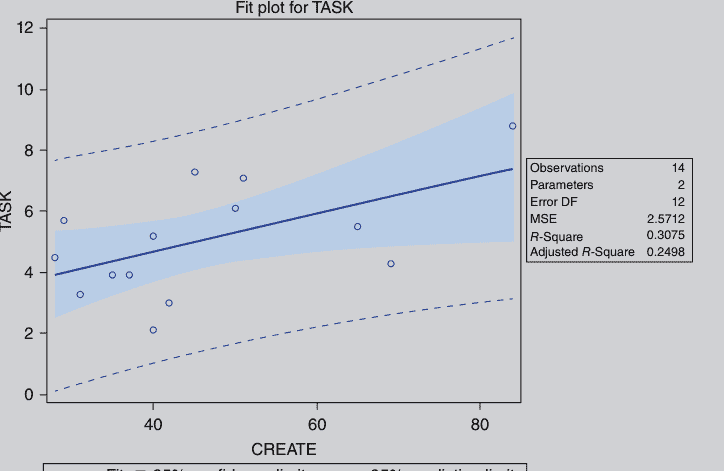 Fit plot for TASK
12
10
8
6
4
2
0
TASK
40
60
80
CREATE
Observations 14
Parameters 2
Error DF 12
MSE 2.5712
R-Square 0.3075
Adjusted R-Square 0.2498